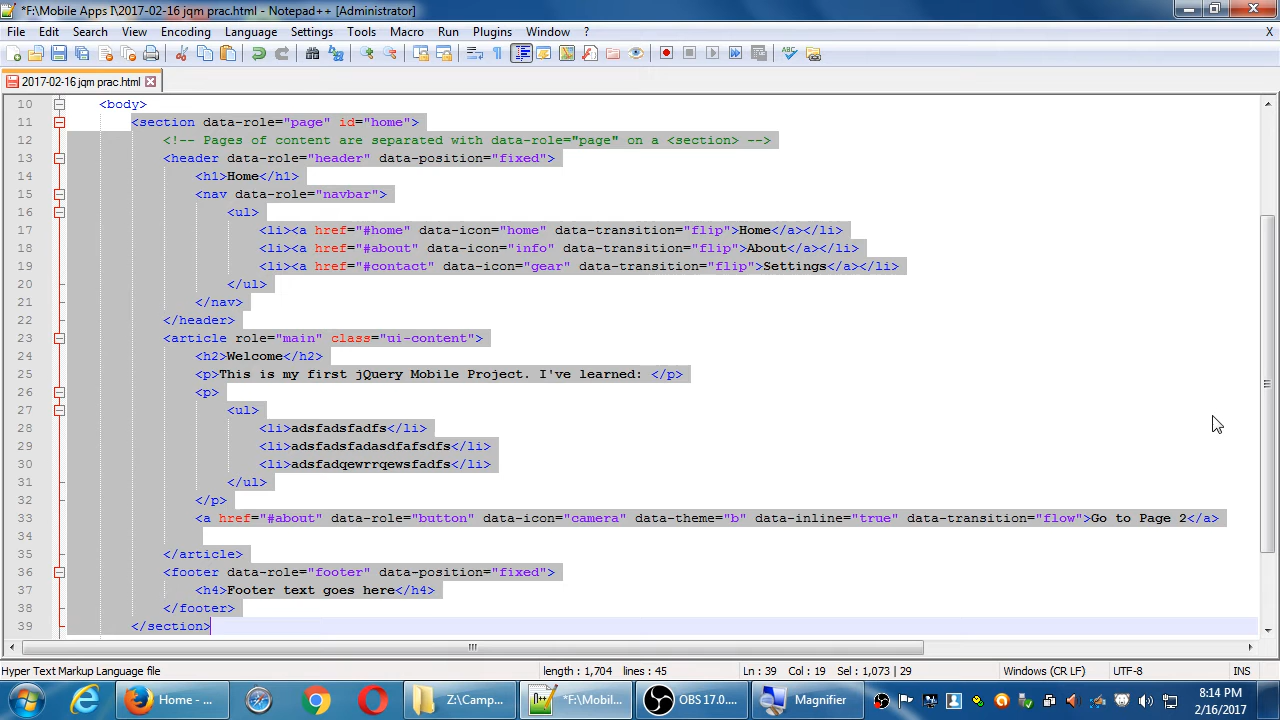 *F:\Mobile Apps I\2017-02-16 jqm prac.html - Notepad++ [Administrator]
File Edit Search View Encoding Language Settings Tools Macro Run Plugins Window ? X
2017-02-16 jqm prac.html
10 <body>
11 <section data-role="page" id="home">
12 <!-- Pages of content are separated with data-role="page" on a <section> -->
13 <header data-role="header" data-position="fixed">
14 <h1>Home</h1>
15 <nav data-role="navbar">
16 <ul>
17 <li><a href="#home" data-icon="home" data-transition="flip">Home</a></li>
18 <li><a href="#about" data-icon="info" data-transition="flip">About</a></li>
19 <li><a href="#contact" data-icon="gear" data-transition="flip">Settings</a></li>
20 </ul>
21 </nav>
22 </header>
23 <article role="main" class="ui-content">
24 <h2>Welcome</h2>
25 <p>This is my first jQuery Mobile Project. I've learned: </p>
26 <p>
27 <ul>
28 <li>adsfadsfadfs</li>
29 <li>adsfadsfadasdfafsdfs</li>
30 <li>adsfadqewrrqewsfadfs</li>
31 </ul>
32 </p>
33 <a href="#about" data-role="button" data-icon="camera" data-theme="b" data-inline="true" data-transition="flow">Go to Page 2</a>
34
35 </article>
36 <footer data-role="footer" data-position="fixed">
37 <h4>Footer text goes here</h4>
38 </footer>
39 </section>
Hyper Text Markup Language file length : 1,704 lines : 45 Ln : 39 Col : 19 Sel : 1,073 | 29 Windows (CR LF) UTF-8 INS
Home - ... Z:\Camp... *F:\Mobil... OBS 17.0.... Magnifier 8:14 PM
2/16/2017